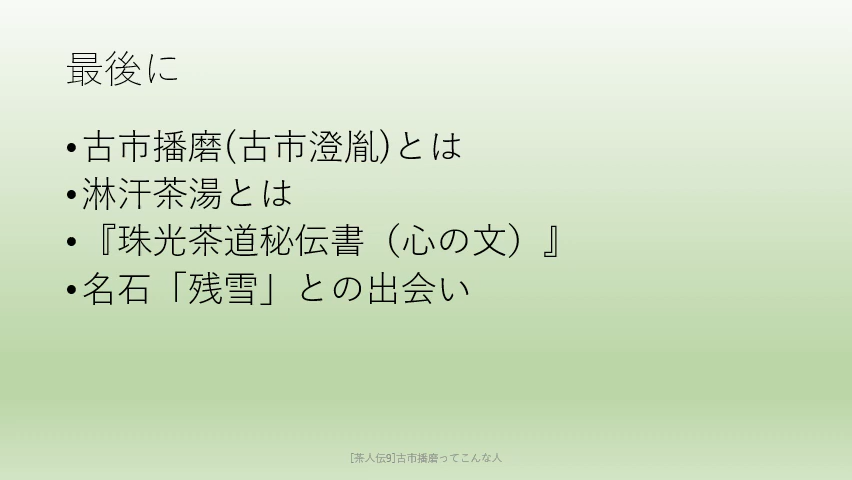 最後に
•古市播磨(古市澄胤)とは
•淋汗茶湯とは
•『珠光茶道秘伝書（心の文）』
•名石「残雪」との出会い
[茶人伝9]古市播磨ってこんな人